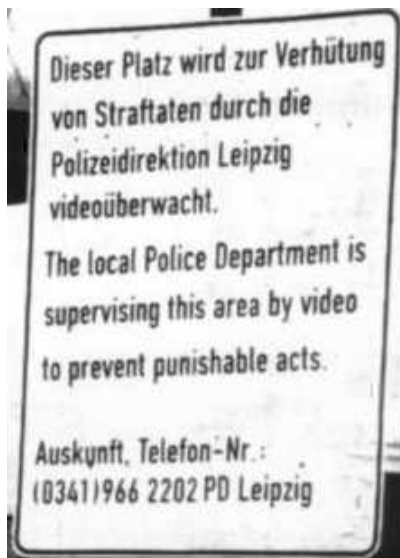 Dieser Platz wird zur Verhütung
von Straftaten durch die
Polizeidirektion Leipzig
videoüberwacht.
The local Police Department is
supervising this area by video
to prevent punishable acts.
Auskunft, Telefon-Nr.:
(0341)966 2202 PD Leipzig